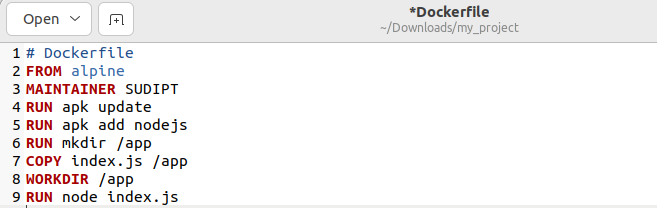 Open
*Dockerfile
~/Downloads/my_project
1 # Dockerfile
2 FROM alpine
3 MAINTAINER SUDIPT
4 RUN apk update
5 RUN apk add nodejs
6 RUN mkdir /app
7 COPY index.js /app
8 WORKDIR /app
9 RUN node index.js